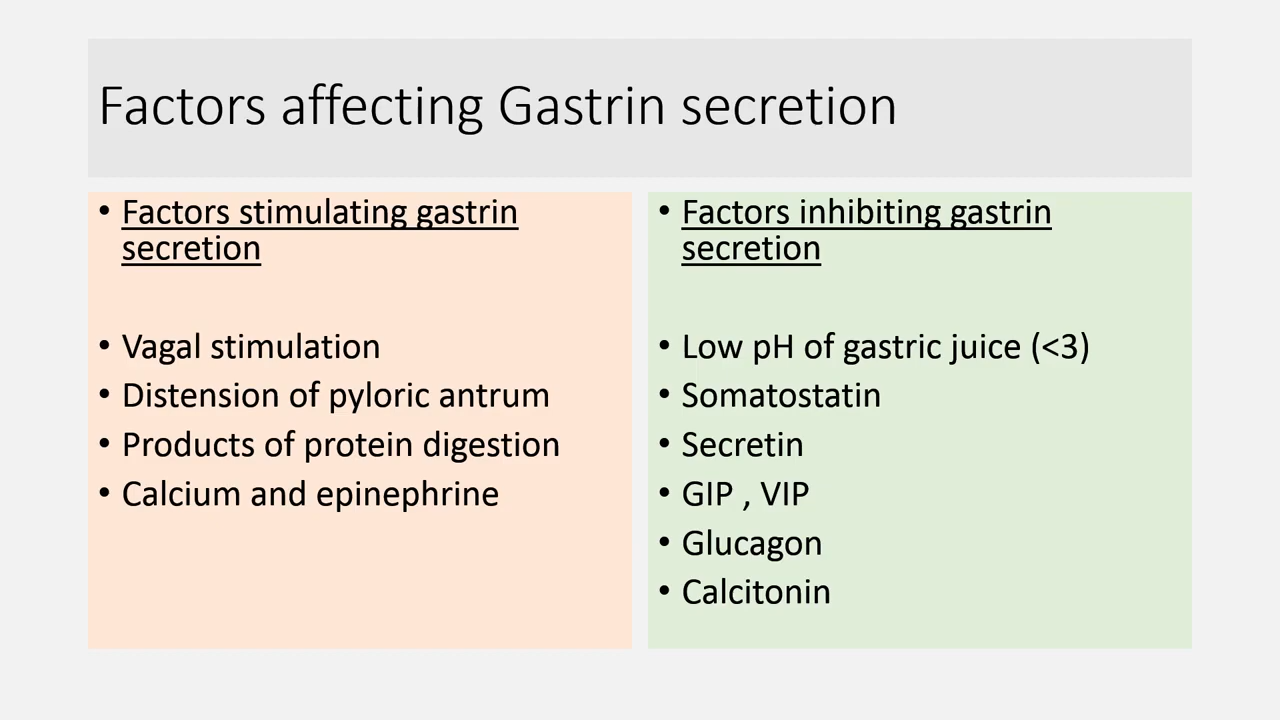 Factors affecting Gastrin secretion
• Factors stimulating gastrin
secretion
• Vagal stimulation
• Distension of pyloric antrum
• Products of protein digestion
• Calcium and epinephrine
• Factors inhibiting gastrin
secretion
• Low pH of gastric juice (<3)
• Somatostatin
• Secretin
• GIP , VIP
• Glucagon
• Calcitonin